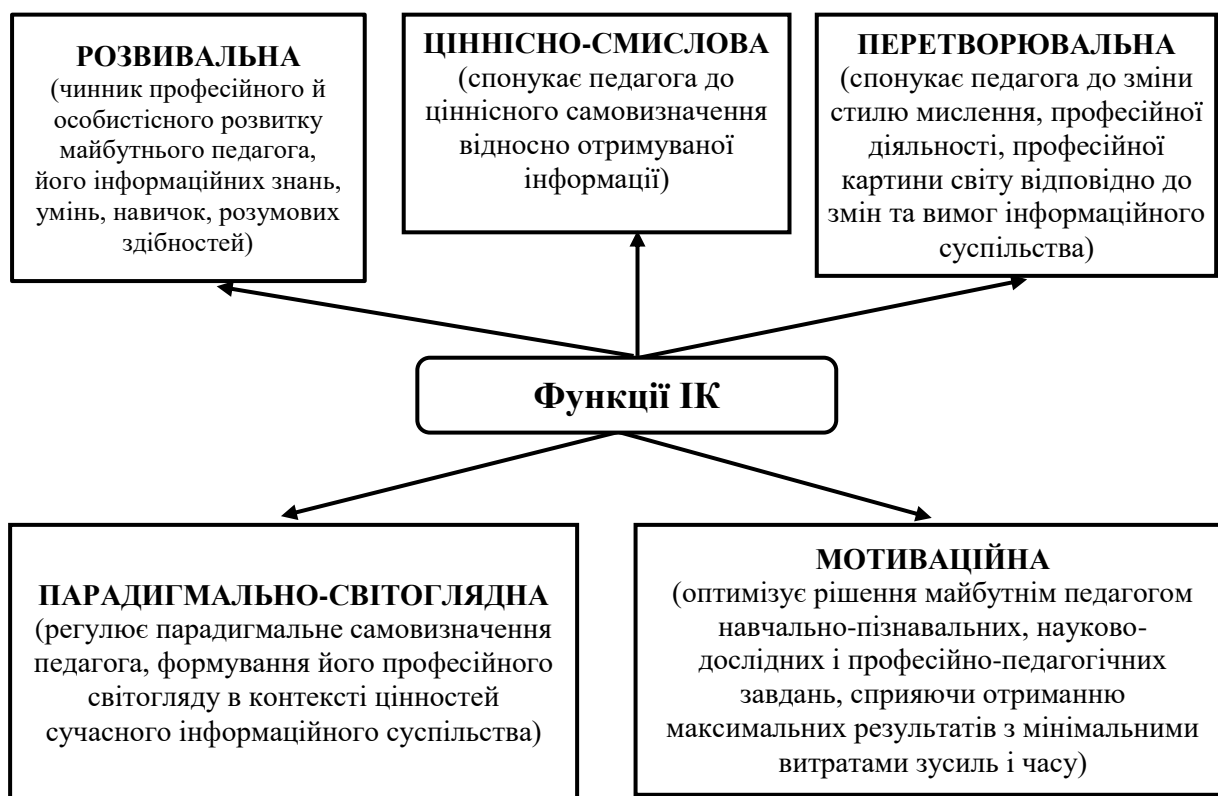 РОЗВИВАЛЬНА
(чинник професійного й
особистісного розвитку
майбутнього педагога,
його інформаційних знань,
умінь, навичок, розумових
здібностей)
ЦІННІСНО-СМИСЛОВА
(спонукає педагога до
ціннісного самовизначення
відносно отримуваної
інформації)
ПЕРЕТВОРЮВАЛЬНА
(спонукає педагога до зміни
стилю мислення, професійної
діяльності, професійної
картини світу відповідно до
змін та вимог інформаційного
суспільства)
Функції ІК
ПАРАДИГМАЛЬНО-СВІТОГЛЯДНА
(регулює парадигмальне самовизначення
педагога, формування його професійного
світогляду в контексті цінностей
сучасного інформаційного суспільства)
МОТИВАЦІЙНА
(оптимізує рішення майбутнім педагогом
навчально-пізнавальних, науково-
дослідних і професійно-педагогічних
завдань, сприяючи отриманню
максимальних результатів з мінімальними
витратами зусиль і часу)